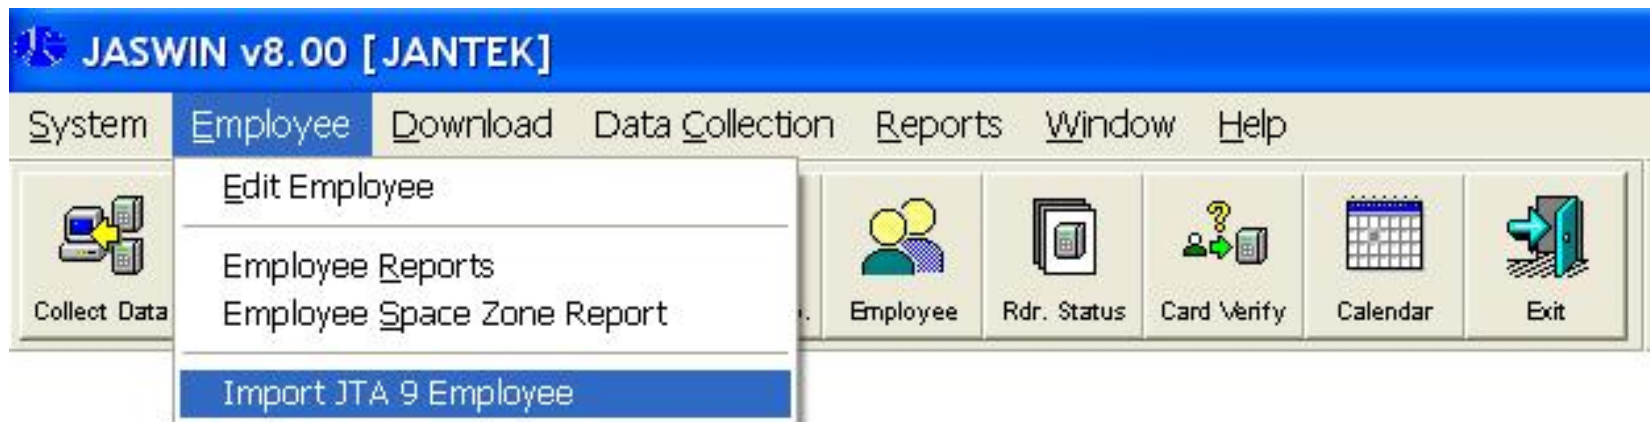 JASWIN v8.00 [JANTEK]
System Employee Download Data Collection Reports Window Help
Edit Employee
Employee Reports
Employee Space Zone Report
Import JTA 9 Employee
Collect Data Employee Rdr. Status Card Verify Calendar Exit